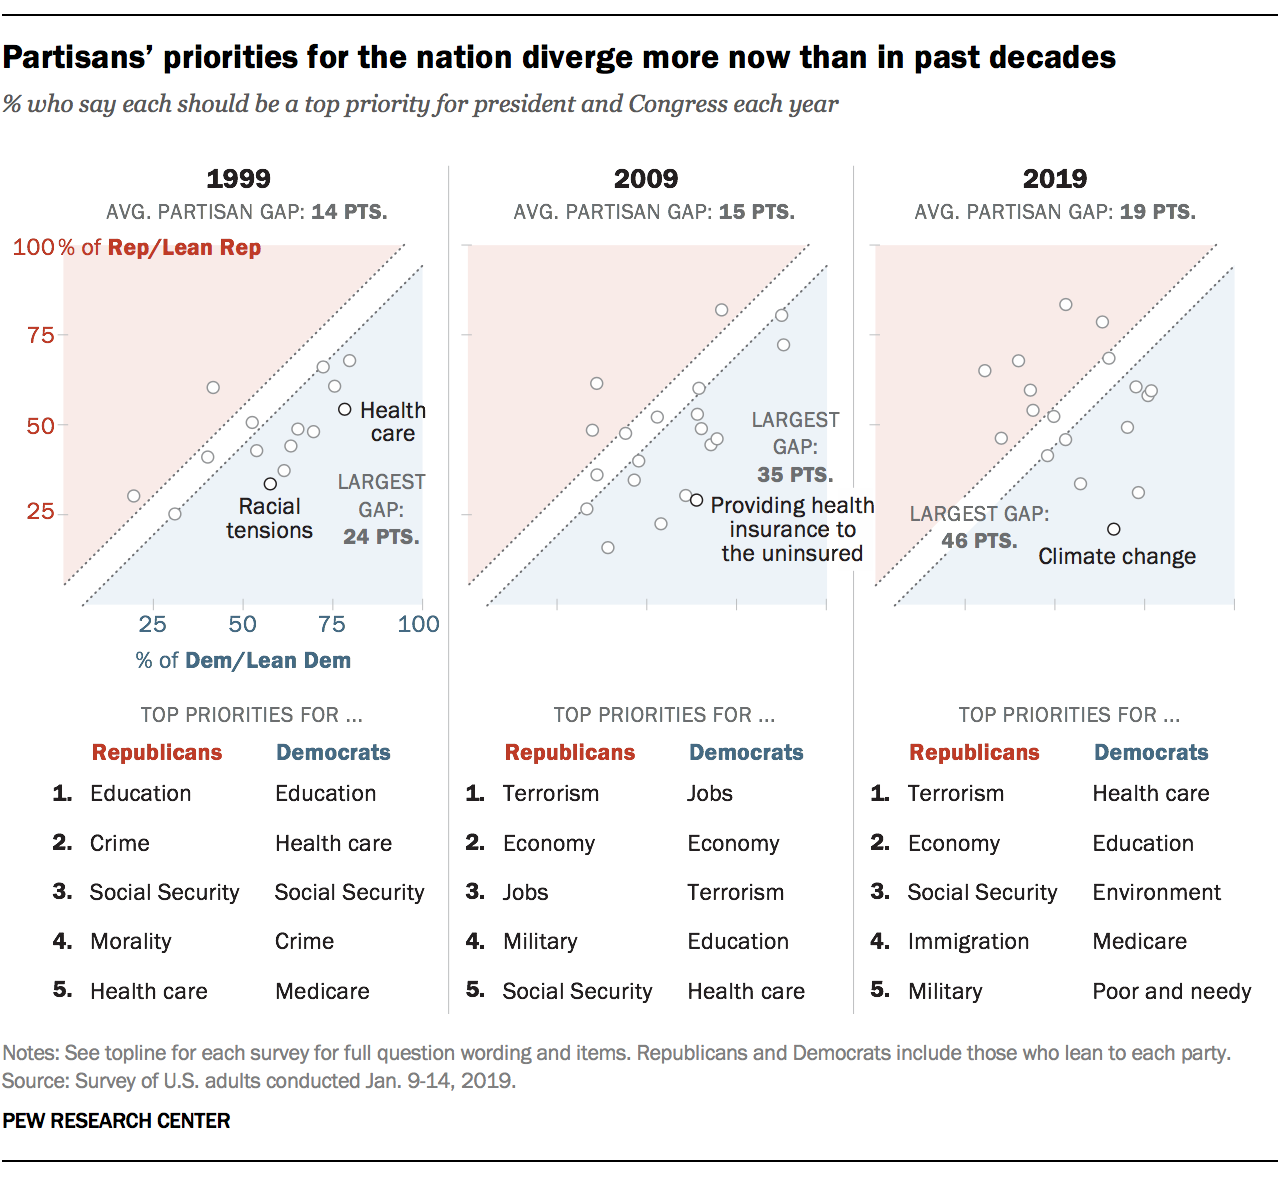 Partisans' priorities for the nation diverge more now than in past decades
% who say each should be a top priority for president and Congress each year
1999
AVG. PARTISAN GAP: 14 PTS.
100% of Rep/Lean Rep
75
50
25
Health
care
Racial
tensions
LARGEST
GAP:
24 PTS.
25 50 75 100
% of Dem/Lean Dem
2009
AVG. PARTISAN GAP: 15 PTS.
LARGEST
GAP:
35 PTS.
Providing health
insurance to
the uninsured
2019
AVG. PARTISAN GAP: 19 PTS.
LARGEST GAP:
46 PTS.
Climate change
TOP PRIORITIES FOR ...
Republicans Democrats
1. Education Education
2. Crime Health care
3. Social Security Social Security
4. Morality Crime
5. Health care Medicare
TOP PRIORITIES FOR ...
Republicans Democrats
1. Terrorism Jobs
2. Economy Economy
3. Jobs Terrorism
4. Military Education
5. Social Security Health care
TOP PRIORITIES FOR ...
Republicans Democrats
1. Terrorism Health care
2. Economy Education
3. Social Security Environment
4. Immigration Medicare
5. Military Poor and needy
Notes: See topline for each survey for full question wording and items. Republicans and Democrats include those who lean to each party.
Source: Survey of U.S. adults conducted Jan. 9-14, 2019.
PEW RESEARCH CENTER